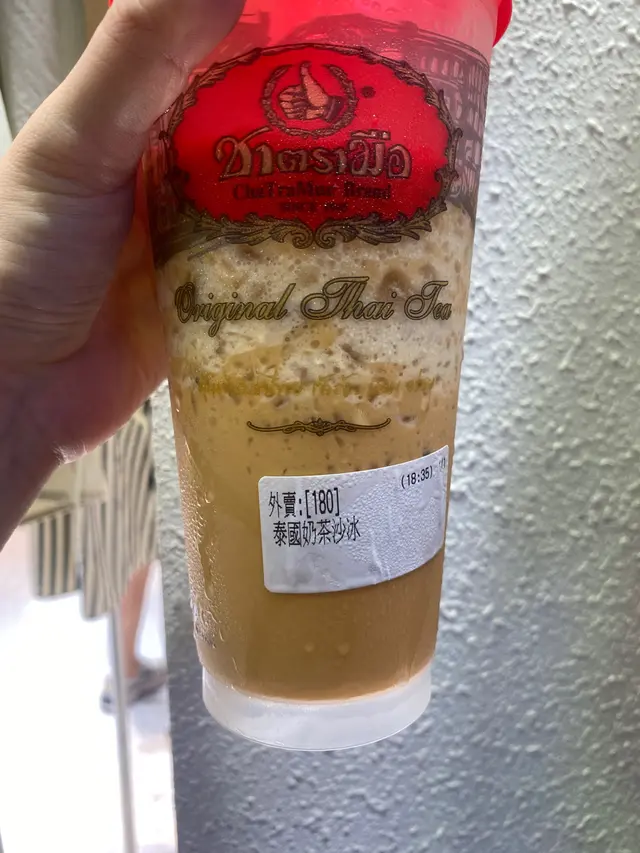 ชาตรามือ
ChaTraMue Brand
Original Thai Tea
(18:35)
外賣:[180]
泰國奶茶沙冰